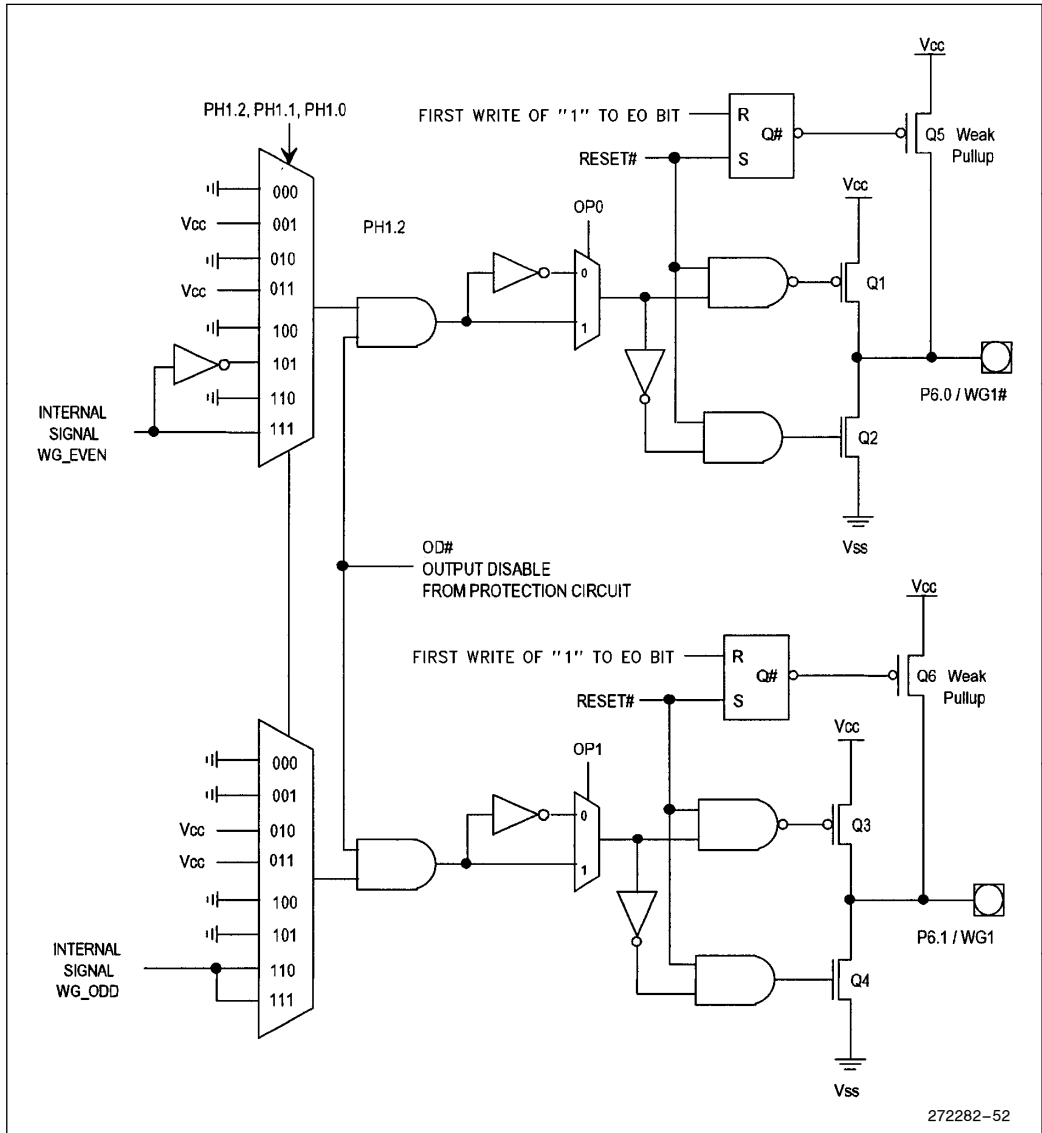 Vcc
PH1.2, PH1.1, PH1.0
FIRST WRITE OF "1" TO EO BIT
R
Q#
S
RESET#
Q5 Weak
Pullup
000
Vcc 001
010
Vcc 011
100
101
110
111
PH1.2
OP0
0
1
Vcc
Q1
P6.0 / WG1#
Q2
Vss
INTERNAL
SIGNAL
WG_EVEN
OD#
OUTPUT DISABLE
FROM PROTECTION CIRCUIT
Vcc
FIRST WRITE OF "1" TO EO BIT
R
Q#
S
RESET#
Q6 Weak
Pullup
000
001
Vcc 010
Vcc 011
100
101
110
111
OP1
0
1
Vcc
Q3
P6.1 / WG1
Q4
Vss
INTERNAL
SIGNAL
WG_ODD
272282-52